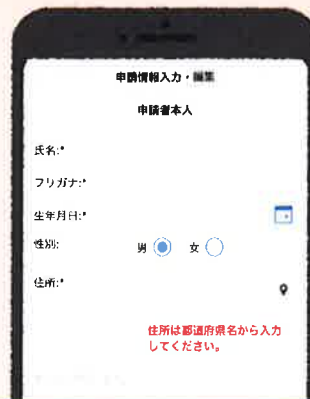 申請情報入力・編集
申請者本人
氏名:*
フリガナ:*
生年月日:*
性別: 男 女
住所:*
住所は都道府県名から入力
してください。